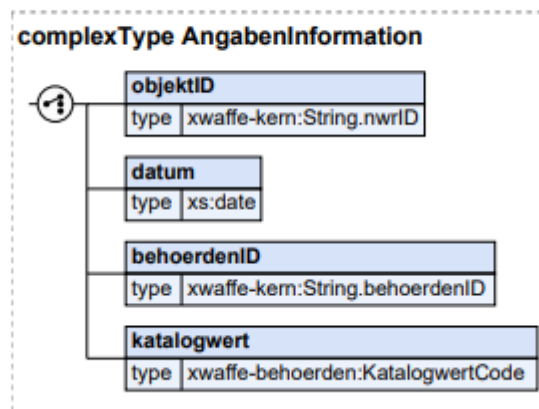 complexType AngabenInformation
objektID
type xwaffe-kern:String.nwrID
datum
type xs:date
behoerdenID
type xwaffe-kern:String.behoerdenID
katalogwert
type xwaffe-behoerden:KatalogwertCode